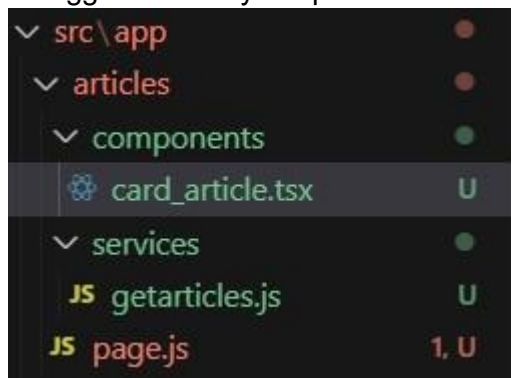 src\app
articles
components
card_article.tsx U
services
JS getarticles.js U
JS page.js 1, U